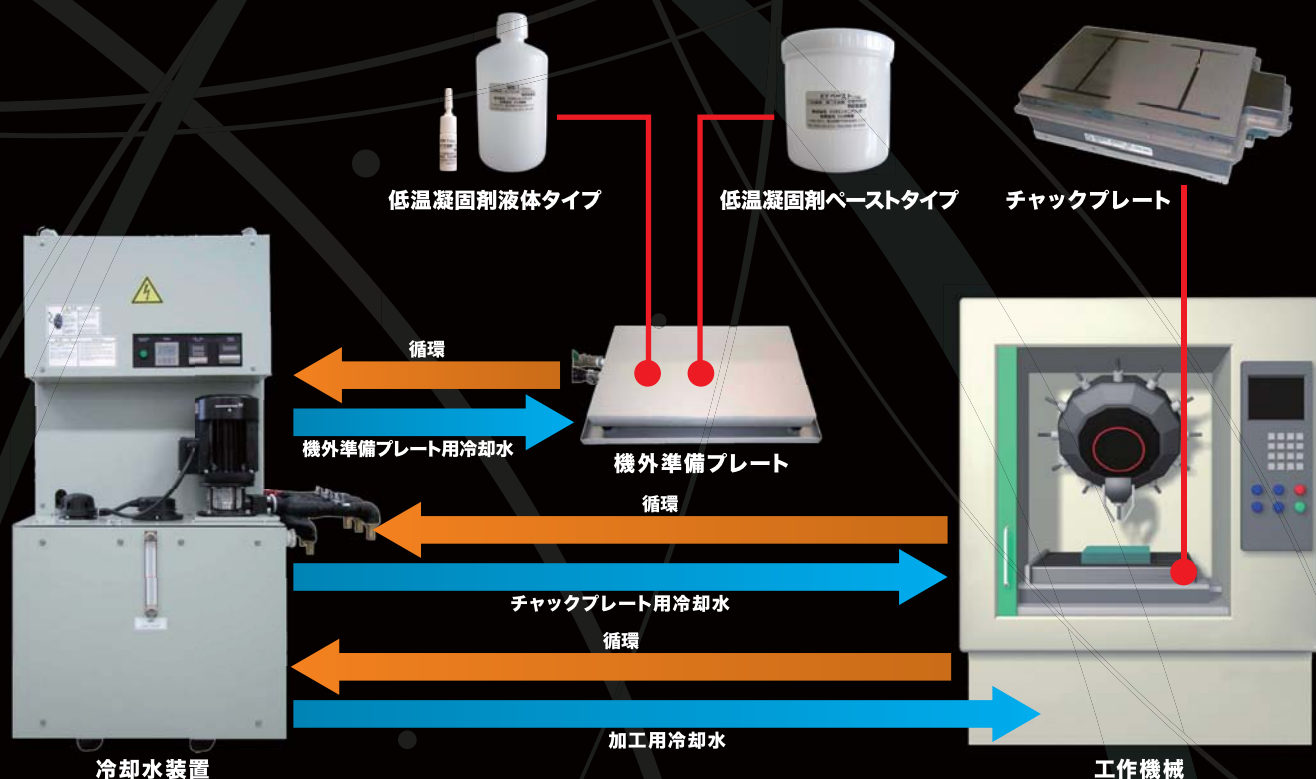 低温凝固剤液体タイプ
低温凝固剤ペーストタイプ
チャックプレート
循環
機外準備プレート用冷却水
機外準備プレート
循環
チャックプレート用冷却水
循環
加工用冷却水
冷却水装置
工作機械